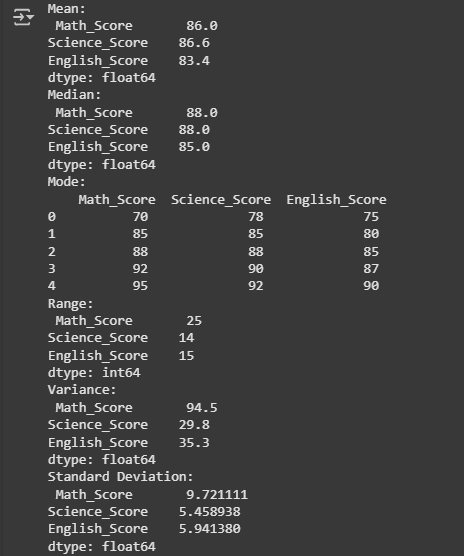 Mean:
 Math_Score       86.0
Science_Score    86.6
English_Score    83.4
dtype: float64
Median:
 Math_Score       88.0
Science_Score    88.0
English_Score    85.0
dtype: float64
Mode:
    Math_Score  Science_Score  English_Score
0          70             78             75
1          85             85             80
2          88             88             85
3          92             90             87
4          95             92             90
Range:
 Math_Score       25
Science_Score    14
English_Score    15
dtype: int64
Variance:
 Math_Score       94.5
Science_Score    29.8
English_Score    35.3
dtype: float64
Standard Deviation:
 Math_Score       9.721111
Science_Score    5.458938
English_Score    5.941380
dtype: float64